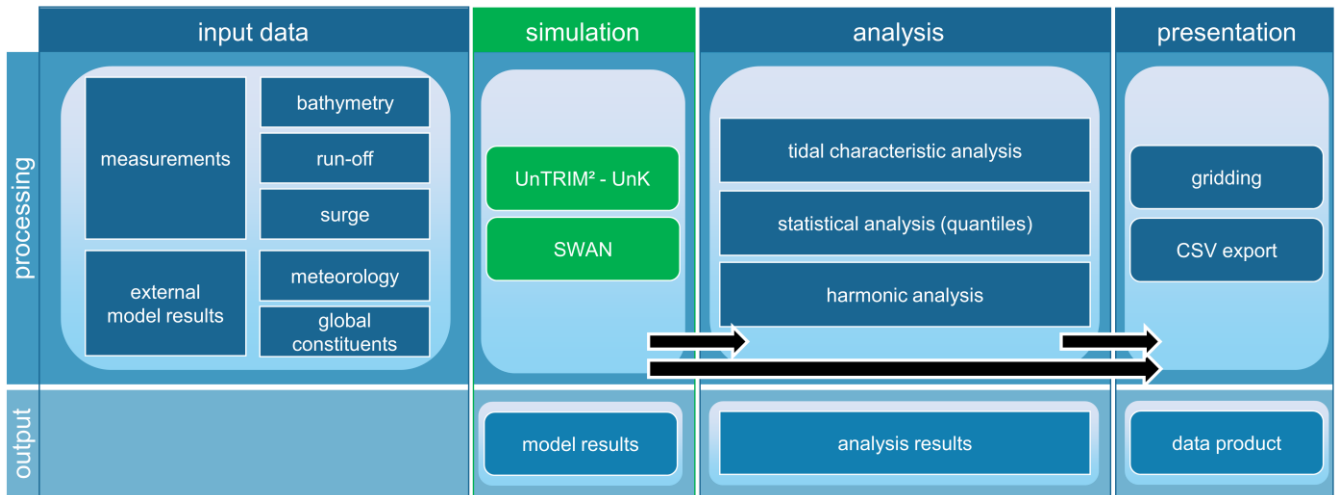 input data
simulation
analysis
presentation
processing
measurements
bathymetry
run-off
surge
external
model results
meteorology
global
constituents
UnTRIM² - UnK
SWAN
tidal characteristic analysis
statistical analysis (quantiles)
harmonic analysis
gridding
CSV export
output
model results
analysis results
data product